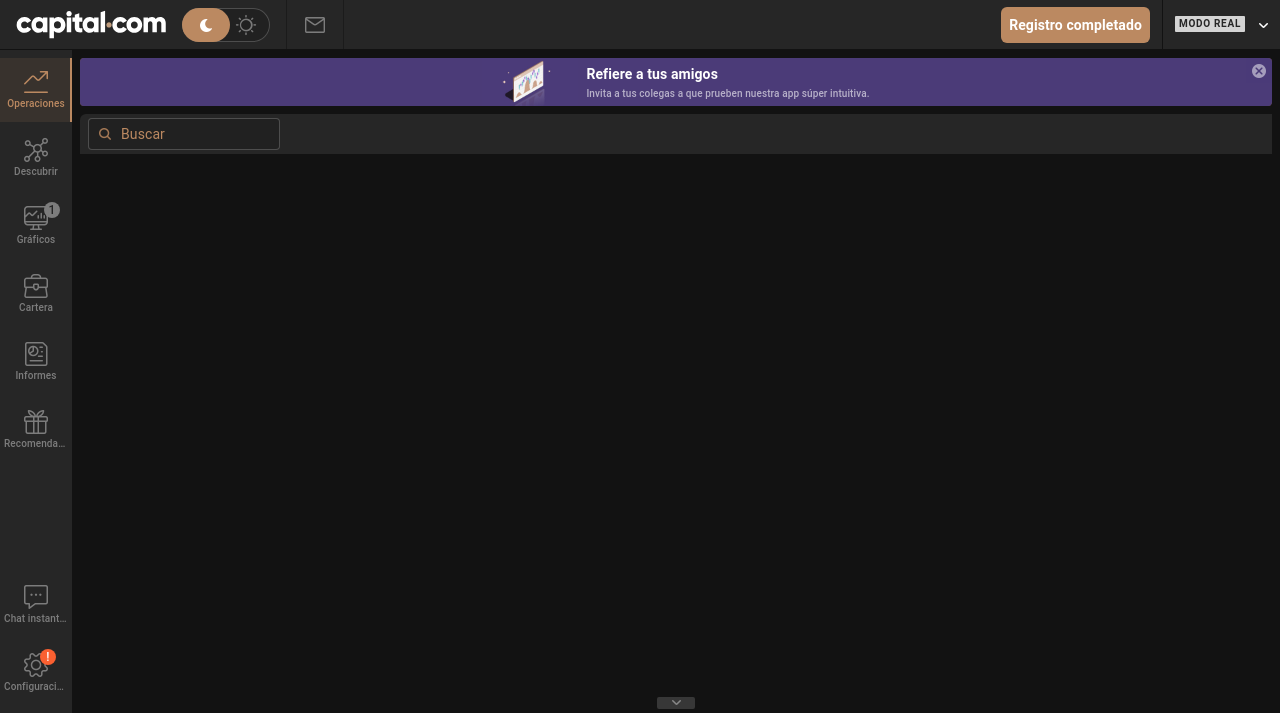 capital.com
Registro completado
MODO REAL
Operaciones
Descubrir
1
Gráficos
Cartera
Informes
Recomenda...
Chat instant...
!
Configuraci...
Refiere a tus amigos
Invita a tus colegas a que prueben nuestra app súper intuitiva.
Buscar